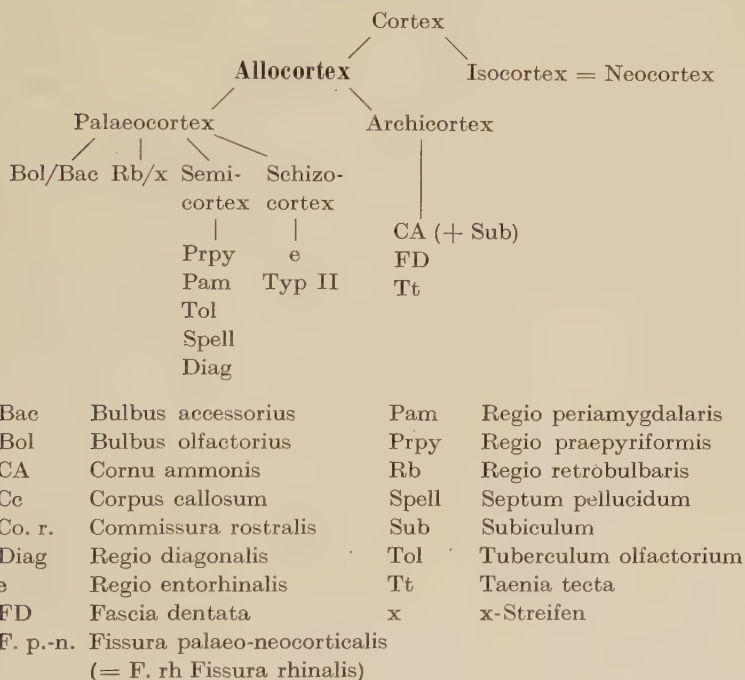 Cortex
Allocortex Isocortex = Neocortex
Palaeocortex Archicortex
Bol/Bac Rb/x Semi- Schizo-
cortex cortex
CA (+ Sub)
Prpy e FD
Pam Typ II Tt
Tol
Spell
Diag
Bac Bulbus accessorius
Bol Bulbus olfactorius
CA Cornu ammonis
Cc Corpus callosum
Co. r. Commissura rostralis
Diag Regio diagonalis
e Regio entorhinalis
FD Fascia dentata
F. p.-n. Fissura palaeo-neocorticalis
(= F. rh Fissura rhinalis)
Pam Regio periamygdalaris
Prpy Regio praepyriformis
Rb Regio retrobulbaris
Spell Septum pellucidum
Sub Subiculum
Tol Tuberculum olfactorium
Tt Taenia tecta
x x-Streifen